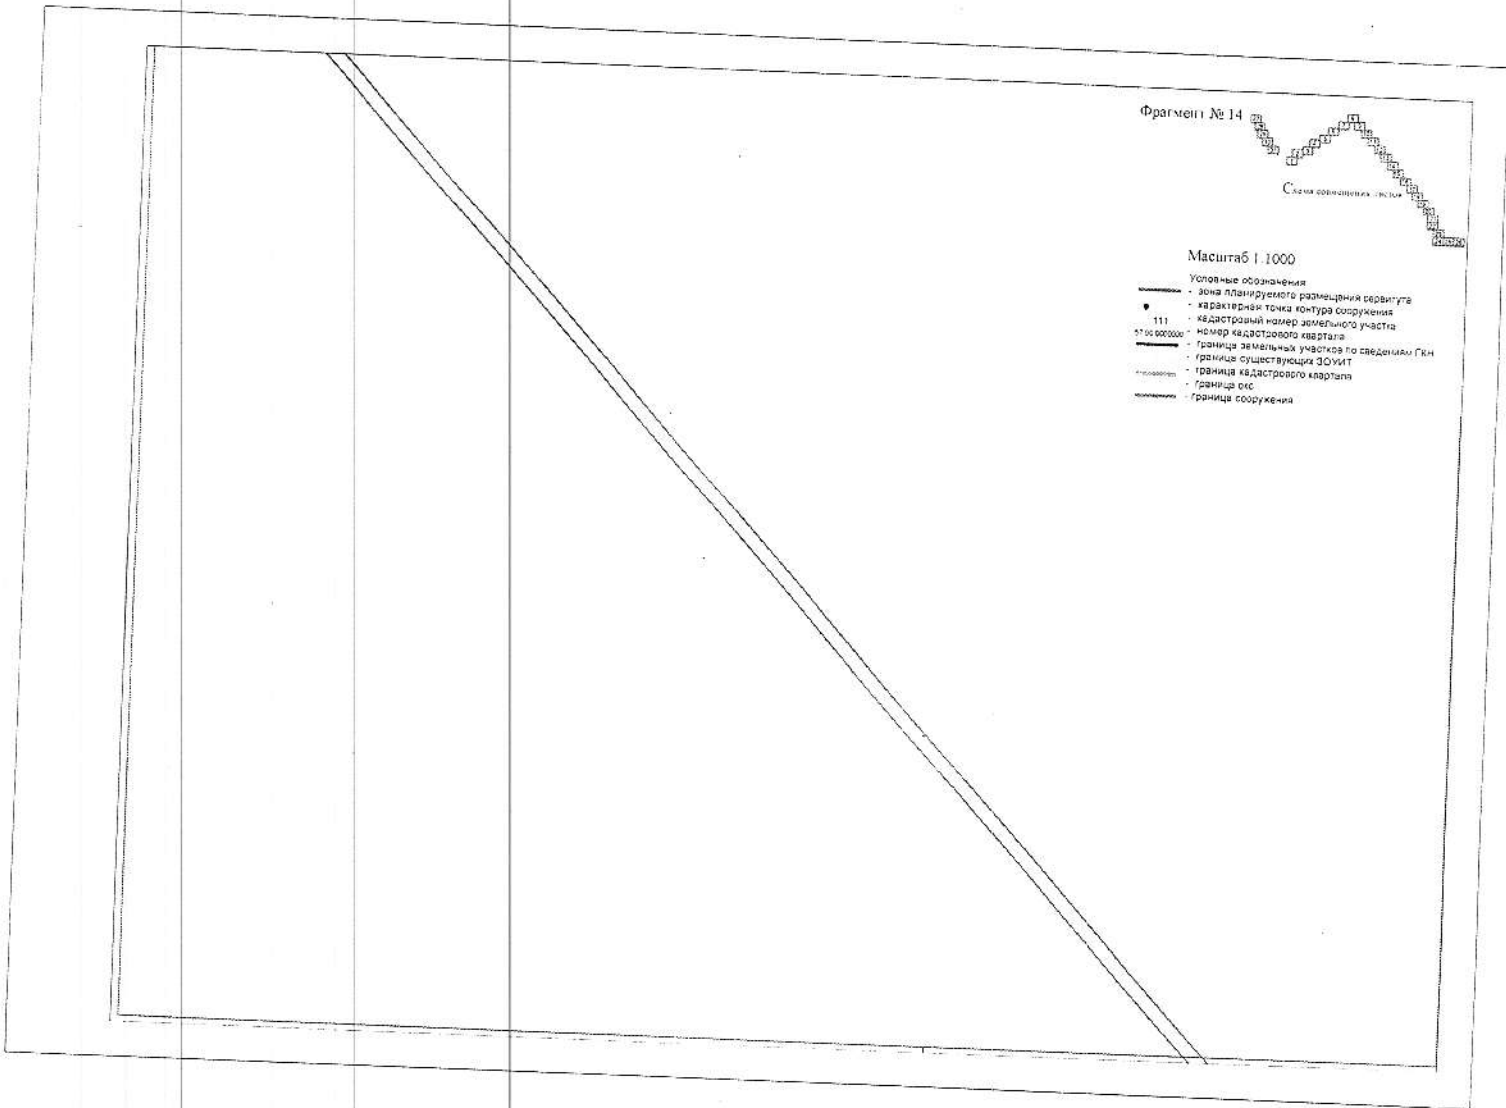 Фрагмент № 14
Схема совмещения листов
Масштаб 1:1000
Условные обозначения
- зона планируемого размещения сервитута
- характерная точка контура сооружения
111 - кадастровый номер земельного участка
- номер кадастрового квартала
- граница земельных участков по сведениям ГКН
- граница существующих ЗОУИТ
- граница кадастрового квартала
- граница окс
- граница сооружения